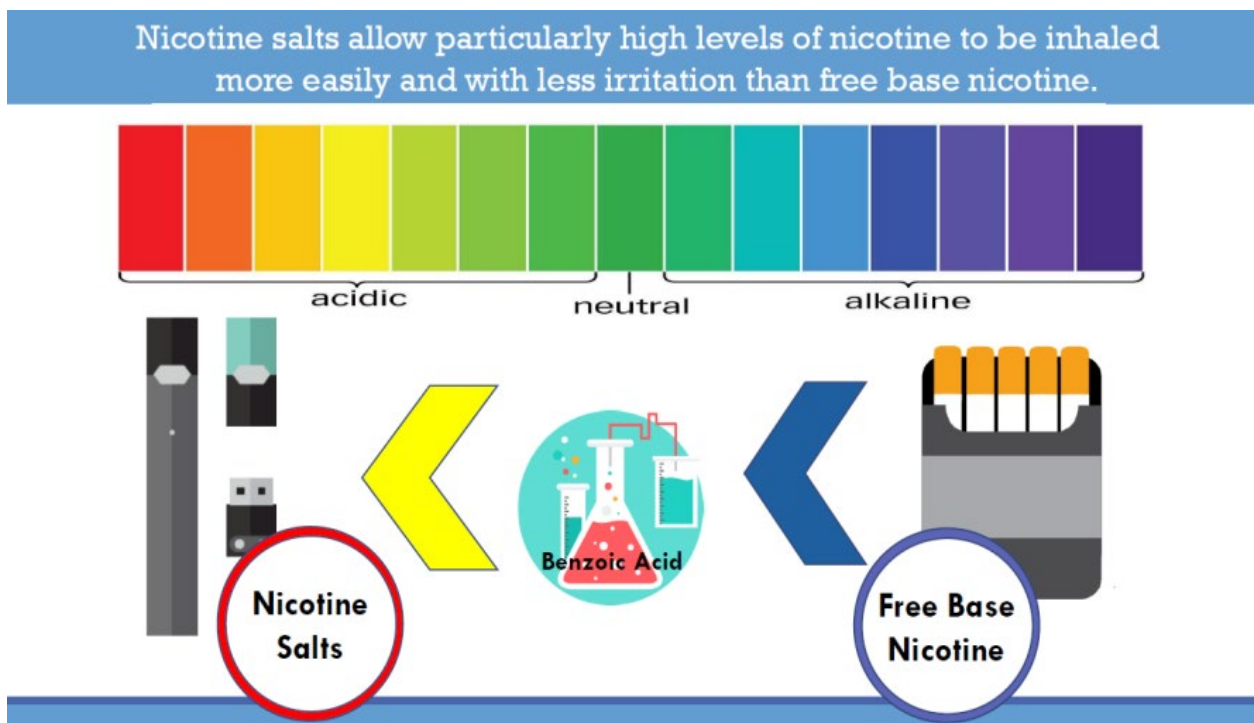 Nicotine salts allow particularly high levels of nicotine to be inhaled
more easily and with less irritation than free base nicotine.
acidic
neutral
alkaline
Benzoic Acid
Nicotine
Salts
Free Base
Nicotine